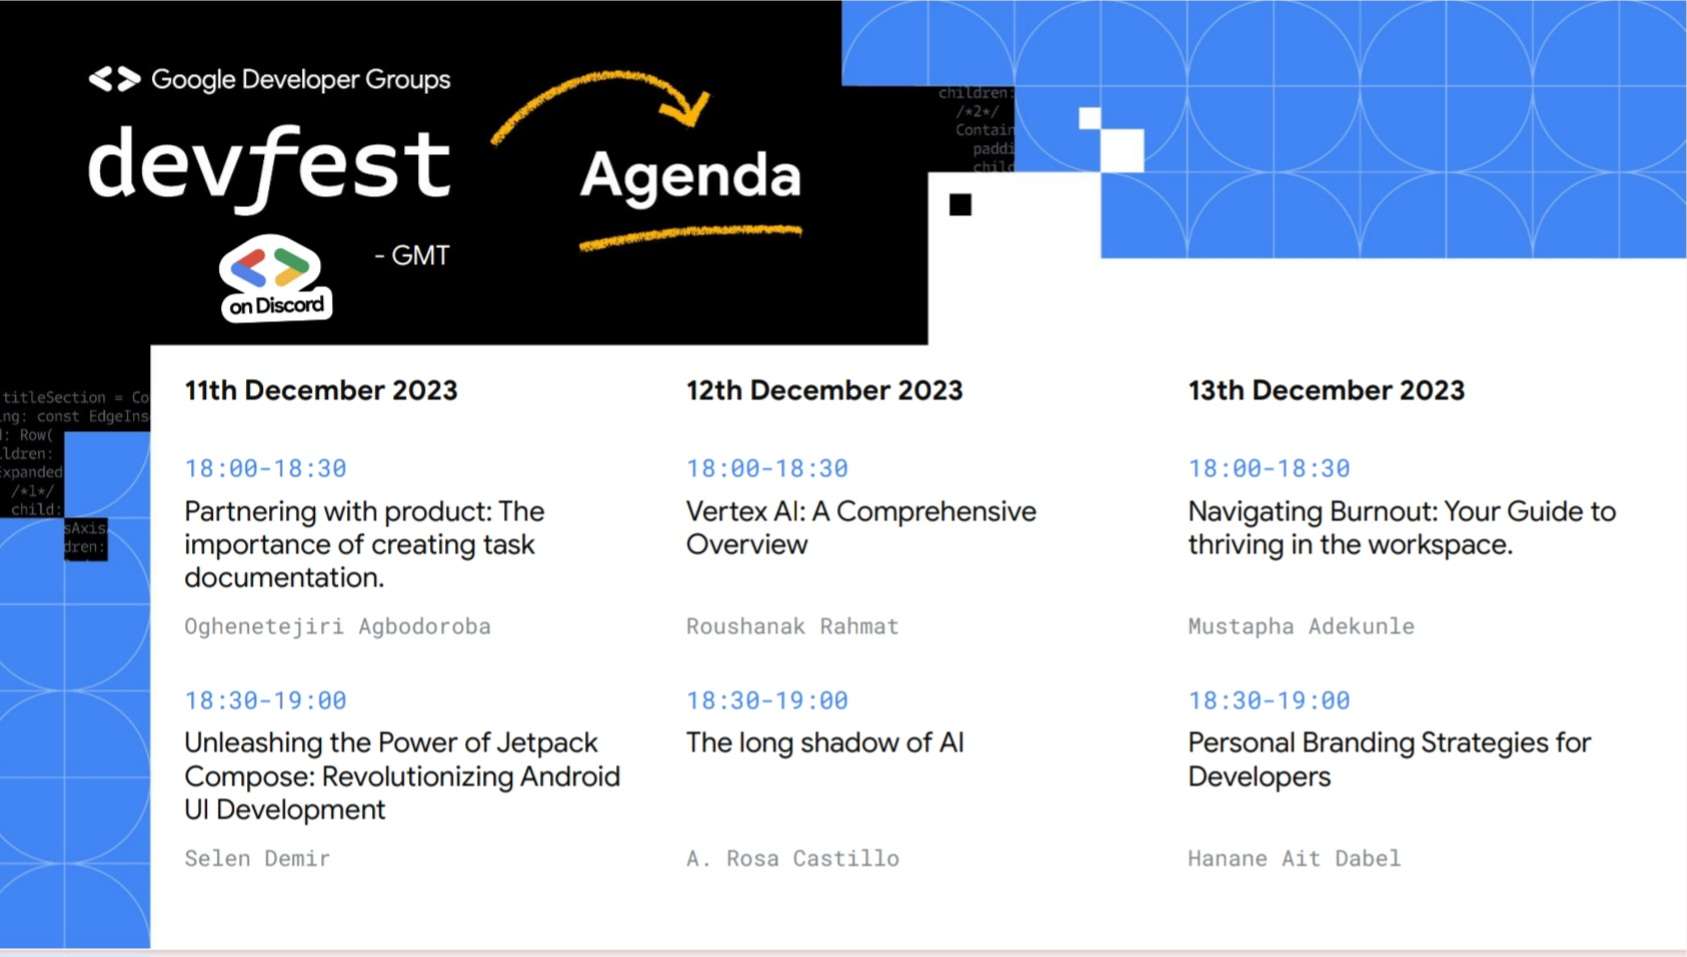 Google Developer Groups
devfest
Agenda
- GMT
on Discord
children:
/*2*/
Contain
paddi
child
titleSection = Co
ng: const EdgeIns
: Row(
ldren:
Expanded
/*1*/
child:
sAxis
dren:
11th December 2023
18:00-18:30
Partnering with product: The
importance of creating task
documentation.
Oghenetejiri Agbodoroba
18:30-19:00
Unleashing the Power of Jetpack
Compose: Revolutionizing Android
UI Development
Selen Demir
12th December 2023
18:00-18:30
Vertex AI: A Comprehensive
Overview
Roushanak Rahmat
18:30-19:00
The long shadow of AI
A. Rosa Castillo
13th December 2023
18:00-18:30
Navigating Burnout: Your Guide to
thriving in the workspace.
Mustapha Adekunle
18:30-19:00
Personal Branding Strategies for
Developers
Hanane Ait Dabel